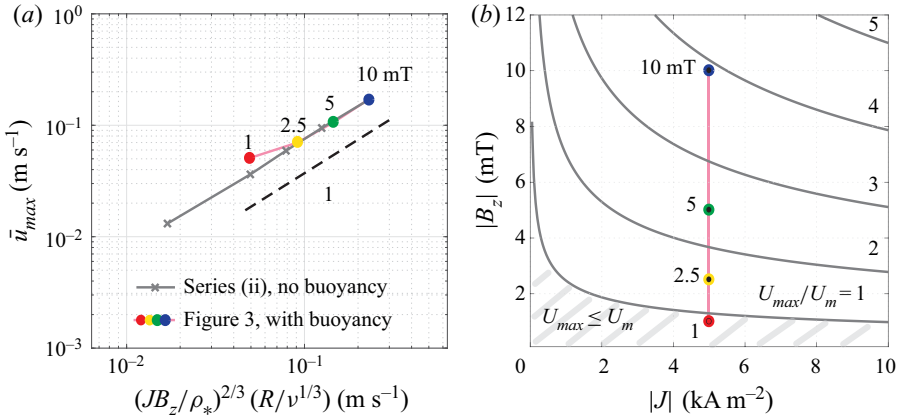 (a)
10⁰
10⁻¹
10⁻²
10⁻³
ū_max (m s⁻¹)
10 mT
5
2.5
1
1
Series (ii), no buoyancy
Figure 3, with buoyancy
10⁻² 10⁻¹ 10⁰
(JB_z/ρ_*)^{2/3} (R/ν^{1/3}) (m s⁻¹)
(b)
12
10
8
6
4
2
|B_z| (mT)
5
10 mT
4
3
5
2
2.5
U_max/U_m = 1
U_max ≤ U_m
1
0 2 4 6 8 10
|J| (kA m⁻²)